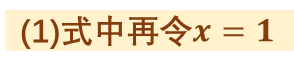 (1)式中再令x = 1